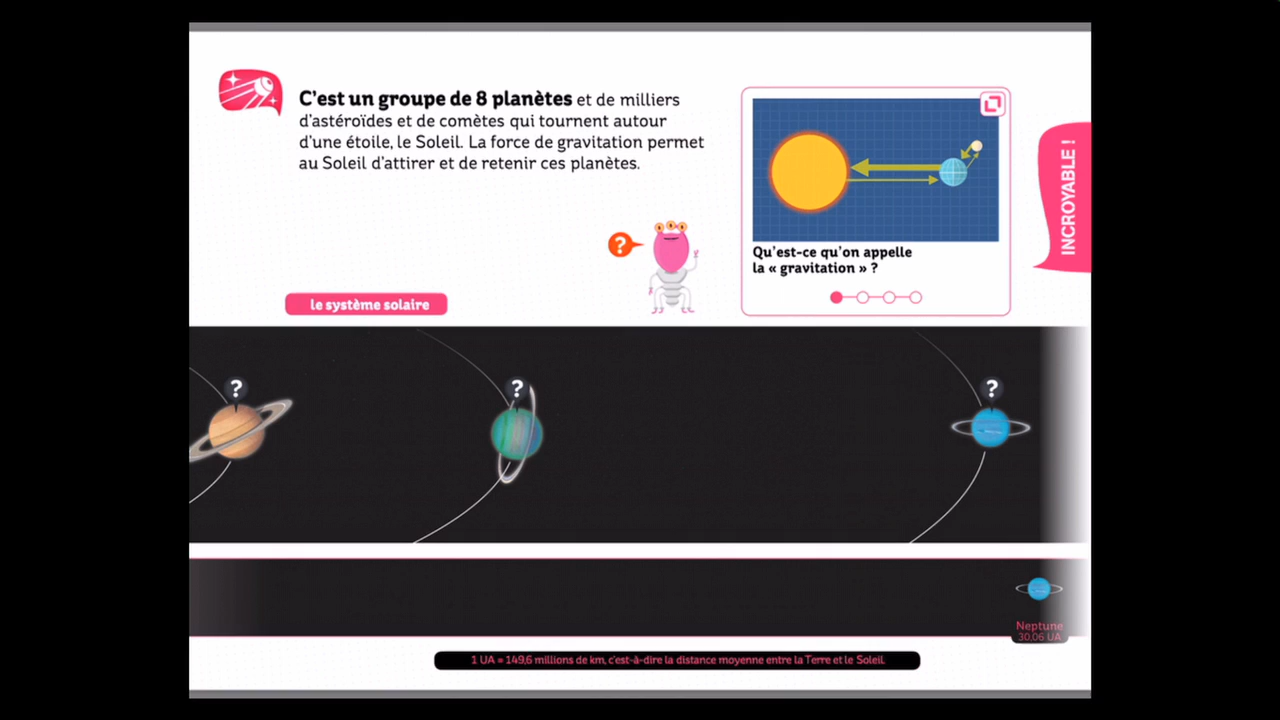 C'est un groupe de 8 planètes et de milliers
d'astéroïdes et de comètes qui tournent autour
d'une étoile, le Soleil. La force de gravitation permet
au Soleil d'attirer et de retenir ces planètes.
?
le système solaire
Qu'est-ce qu'on appelle
la « gravitation » ?
INCROYABLE !
?
?
?
Neptune
30,06 UA
1 UA = 149,6 millions de km, c'est-à-dire la distance moyenne entre la Terre et le Soleil.